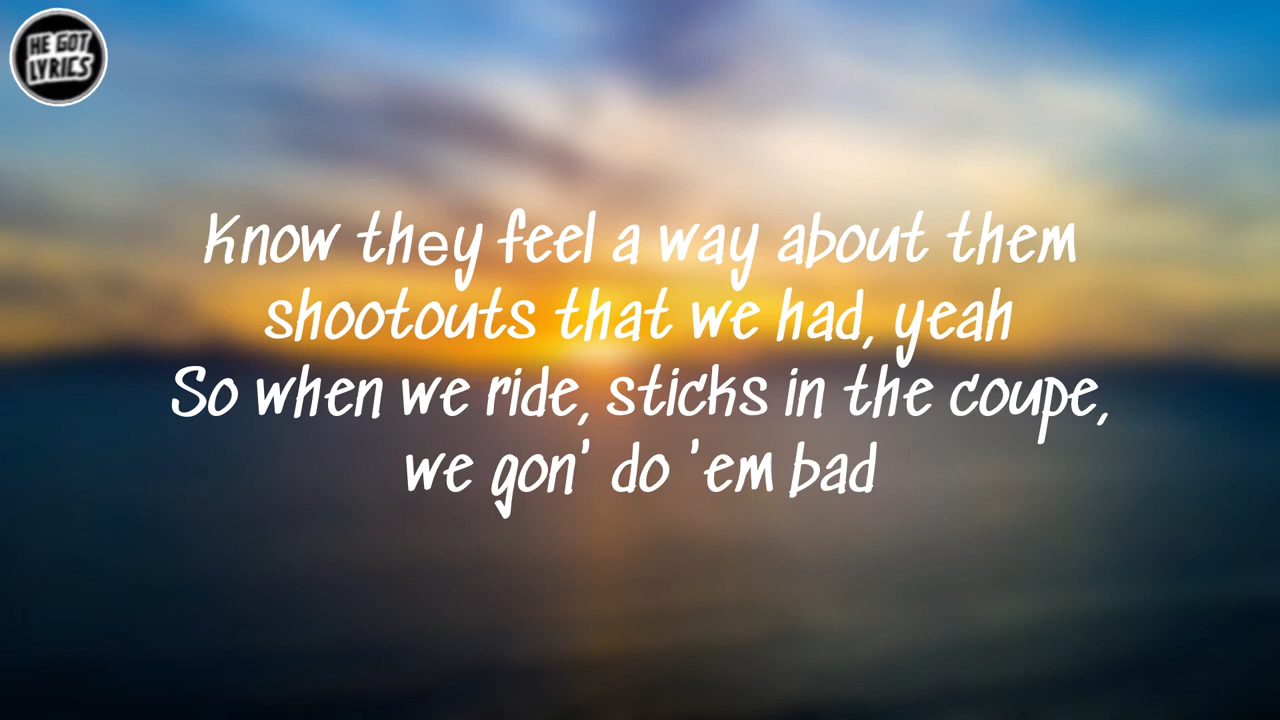 HE GOT
LYRICS
Know they feel a way about them
shootouts that we had, yeah
So when we ride, sticks in the coupe,
we gon' do 'em bad